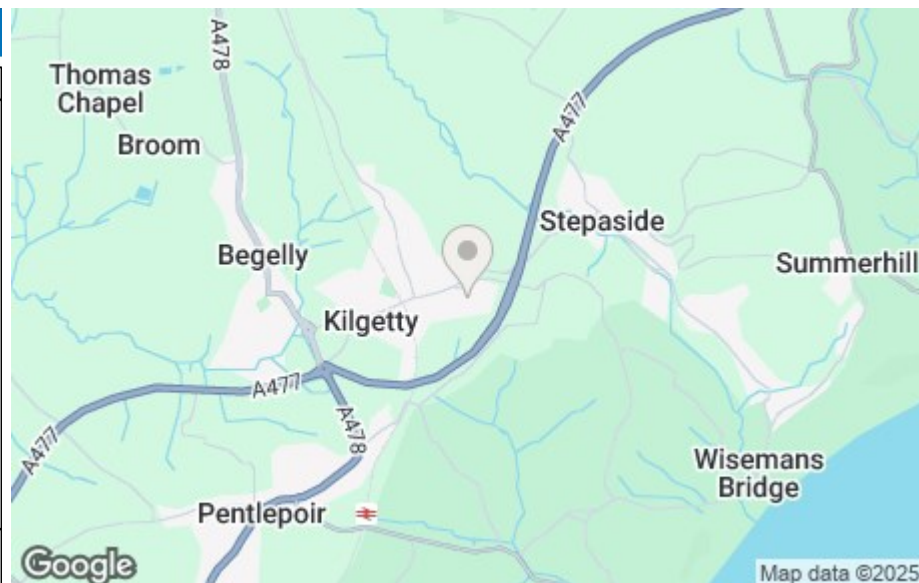 A478
Thomas
Chapel
Broom
A477
Stepaside
Begelly
Summerhill
Kilgetty
A477
A478
A477
Wisemans
Bridge
Pentlepoir
Google
Map data ©2025